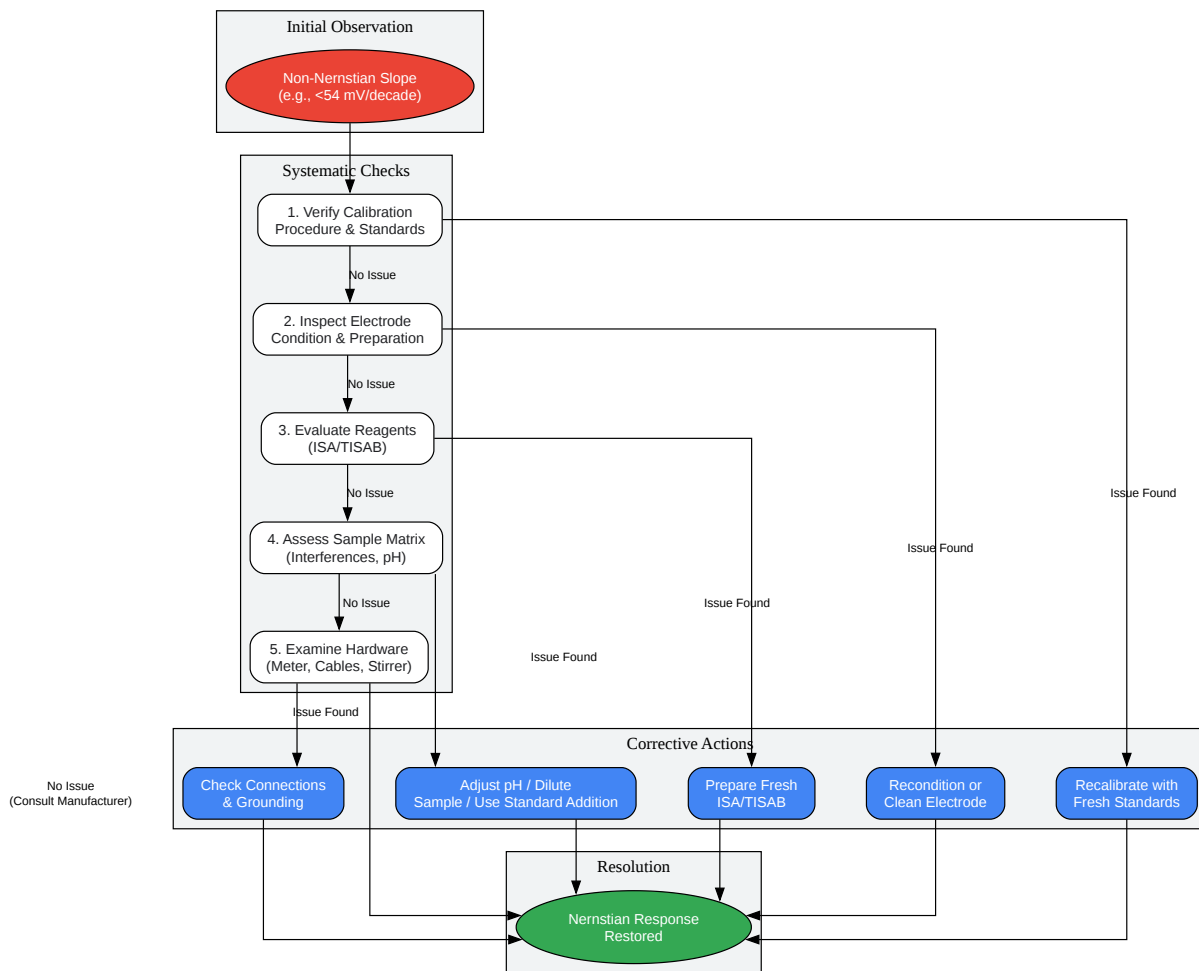 Initial Observation
Non-Nernstian Slope
(e.g., <54 mV/decade)
Systematic Checks
1. Verify Calibration
Procedure & Standards
No Issue
2. Inspect Electrode
Condition & Preparation
No Issue
3. Evaluate Reagents
(ISA/TISAB)
No Issue
Issue Found
4. Assess Sample Matrix
(Interferences, pH)
Issue Found
No Issue
Issue Found
5. Examine Hardware
(Meter, Cables, Stirrer)
Issue Found
Issue Found
Corrective Actions
No Issue
(Consult Manufacturer)
Check Connections
& Grounding
Adjust pH / Dilute
Sample / Use Standard Addition
Prepare Fresh
ISA/TISAB
Recondition or
Clean Electrode
Recalibrate with
Fresh Standards
Resolution
Nernstian Response
Restored